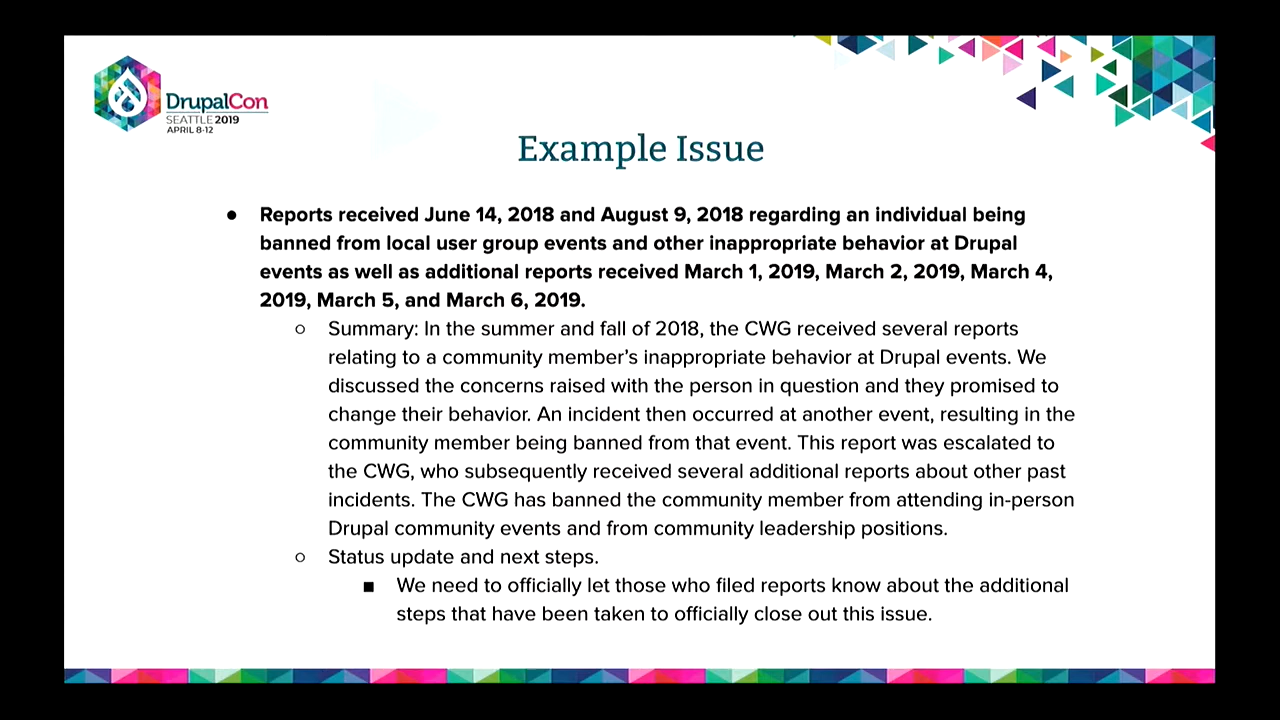 DrupalCon
SEATTLE 2019
APRIL 8-12
Example Issue
● Reports received June 14, 2018 and August 9, 2018 regarding an individual being
banned from local user group events and other inappropriate behavior at Drupal
events as well as additional reports received March 1, 2019, March 2, 2019, March 4,
2019, March 5, and March 6, 2019.
○ Summary: In the summer and fall of 2018, the CWG received several reports
relating to a community member’s inappropriate behavior at Drupal events. We
discussed the concerns raised with the person in question and they promised to
change their behavior. An incident then occurred at another event, resulting in the
community member being banned from that event. This report was escalated to
the CWG, who subsequently received several additional reports about other past
incidents. The CWG has banned the community member from attending in-person
Drupal community events and from community leadership positions.
○ Status update and next steps.
■ We need to officially let those who filed reports know about the additional
steps that have been taken to officially close out this issue.